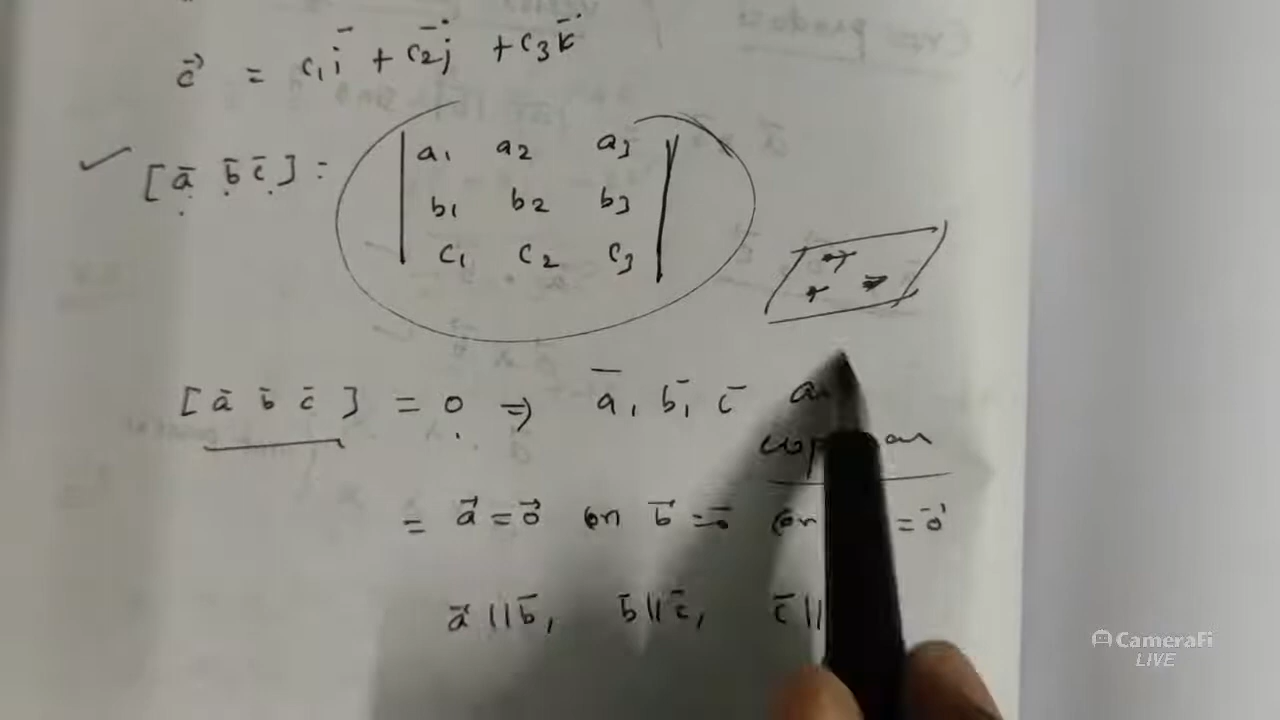 c⃗ = c₁i̅ + c₂j̅ + c₃k̅
[a̅ b̅ c̅] =
a₁ a₂ a₃
b₁ b₂ b₃
c₁ c₂ c₃
[a̅ b̅ c̅] = 0 ⇒ a̅, b̅, c̅
= a⃗ = 0⃗ or b̅ = 0̅ or = 0̅
a⃗ || b̅, b̅ || c̅, c̅ ||
CameraFi
LIVE